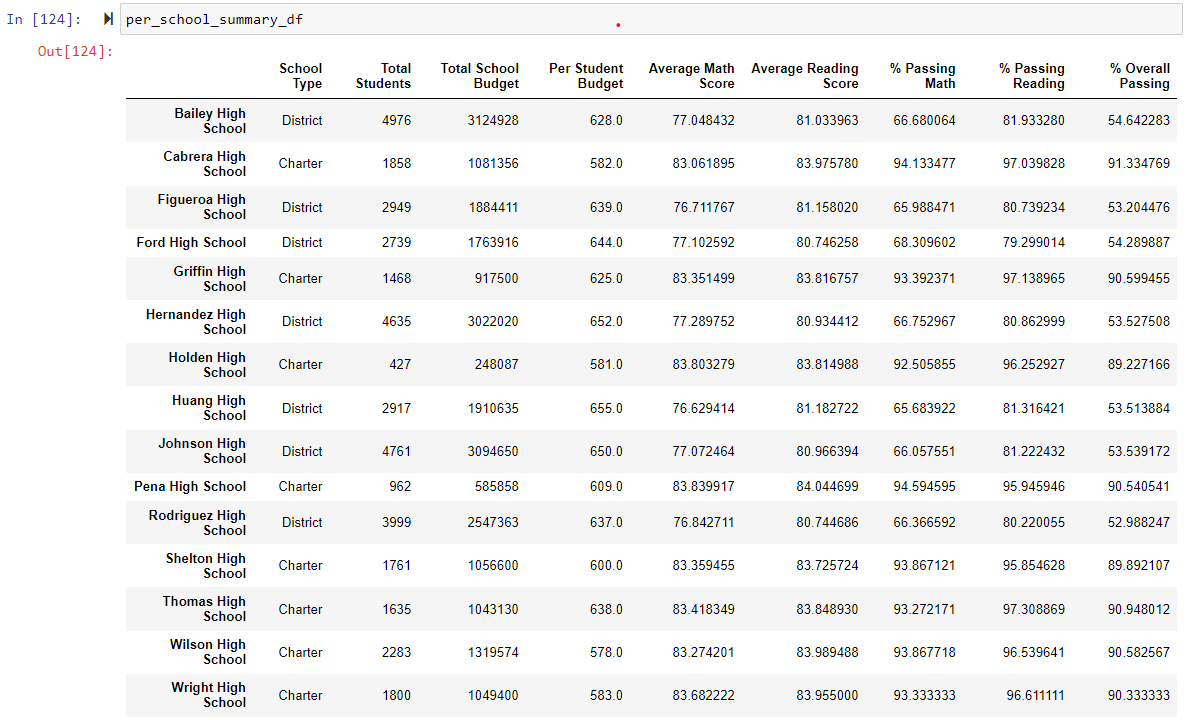 In [124]: per_school_summary_df
Out[124]:
School Type Total Students Total School Budget Per Student Budget Average Math Score Average Reading Score % Passing Math % Passing Reading % Overall Passing
Bailey High School District 4976 3124928 628.0 77.048432 81.033963 66.680064 81.933280 54.642283
Cabrera High School Charter 1858 1081356 582.0 83.061895 83.975780 94.133477 97.039828 91.334769
Figueroa High School District 2949 1884411 639.0 76.711767 81.158020 65.988471 80.739234 53.204476
Ford High School District 2739 1763916 644.0 77.102592 80.746258 68.309602 79.299014 54.289887
Griffin High School Charter 1468 917500 625.0 83.351499 83.816757 93.392371 97.138965 90.599455
Hernandez High School District 4635 3022020 652.0 77.289752 80.934412 66.752967 80.862999 53.527508
Holden High School Charter 427 248087 581.0 83.803279 83.814988 92.505855 96.252927 89.227166
Huang High School District 2917 1910635 655.0 76.629414 81.182722 65.683922 81.316421 53.513884
Johnson High School District 4761 3094650 650.0 77.072464 80.966394 66.057551 81.222432 53.539172
Pena High School Charter 962 585858 609.0 83.839917 84.044699 94.594595 95.945946 90.540541
Rodriguez High School District 3999 2547363 637.0 76.842711 80.744686 66.366592 80.220055 52.988247
Shelton High School Charter 1761 1056600 600.0 83.359455 83.725724 93.867121 95.854628 89.892107
Thomas High School Charter 1635 1043130 638.0 83.418349 83.848930 93.272171 97.308869 90.948012
Wilson High School Charter 2283 1319574 578.0 83.274201 83.989488 93.867718 96.539641 90.582567
Wright High School Charter 1800 1049400 583.0 83.682222 83.955000 93.333333 96.611111 90.333333